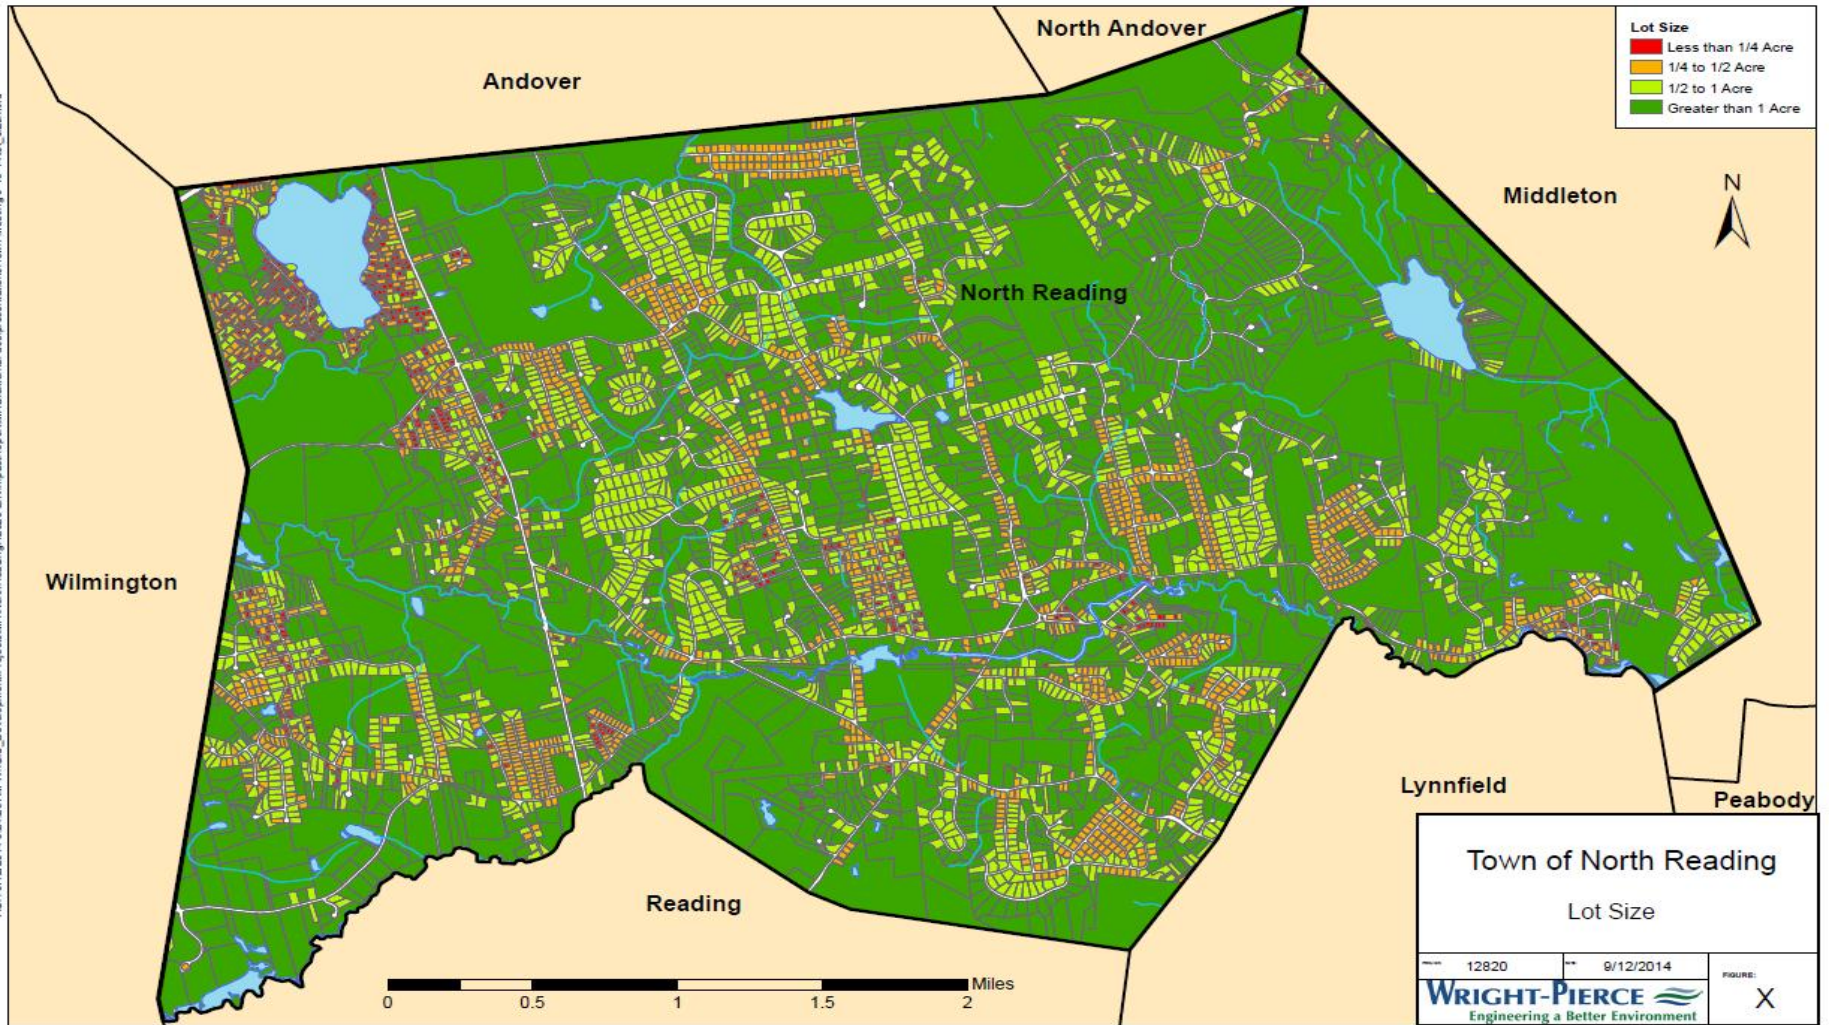 North Andover
Andover
Lot Size
Less than 1/4 Acre
1/4 to 1/2 Acre
1/2 to 1 Acre
Greater than 1 Acre
Middleton
N
North Reading
Wilmington
Lynnfield
Peabody
Reading
Miles
0 0.5 1 1.5 2
Town of North Reading
Lot Size
12820
9/12/2014
FIGURE:
X
WRIGHT-PIERCE
Engineering a Better Environment